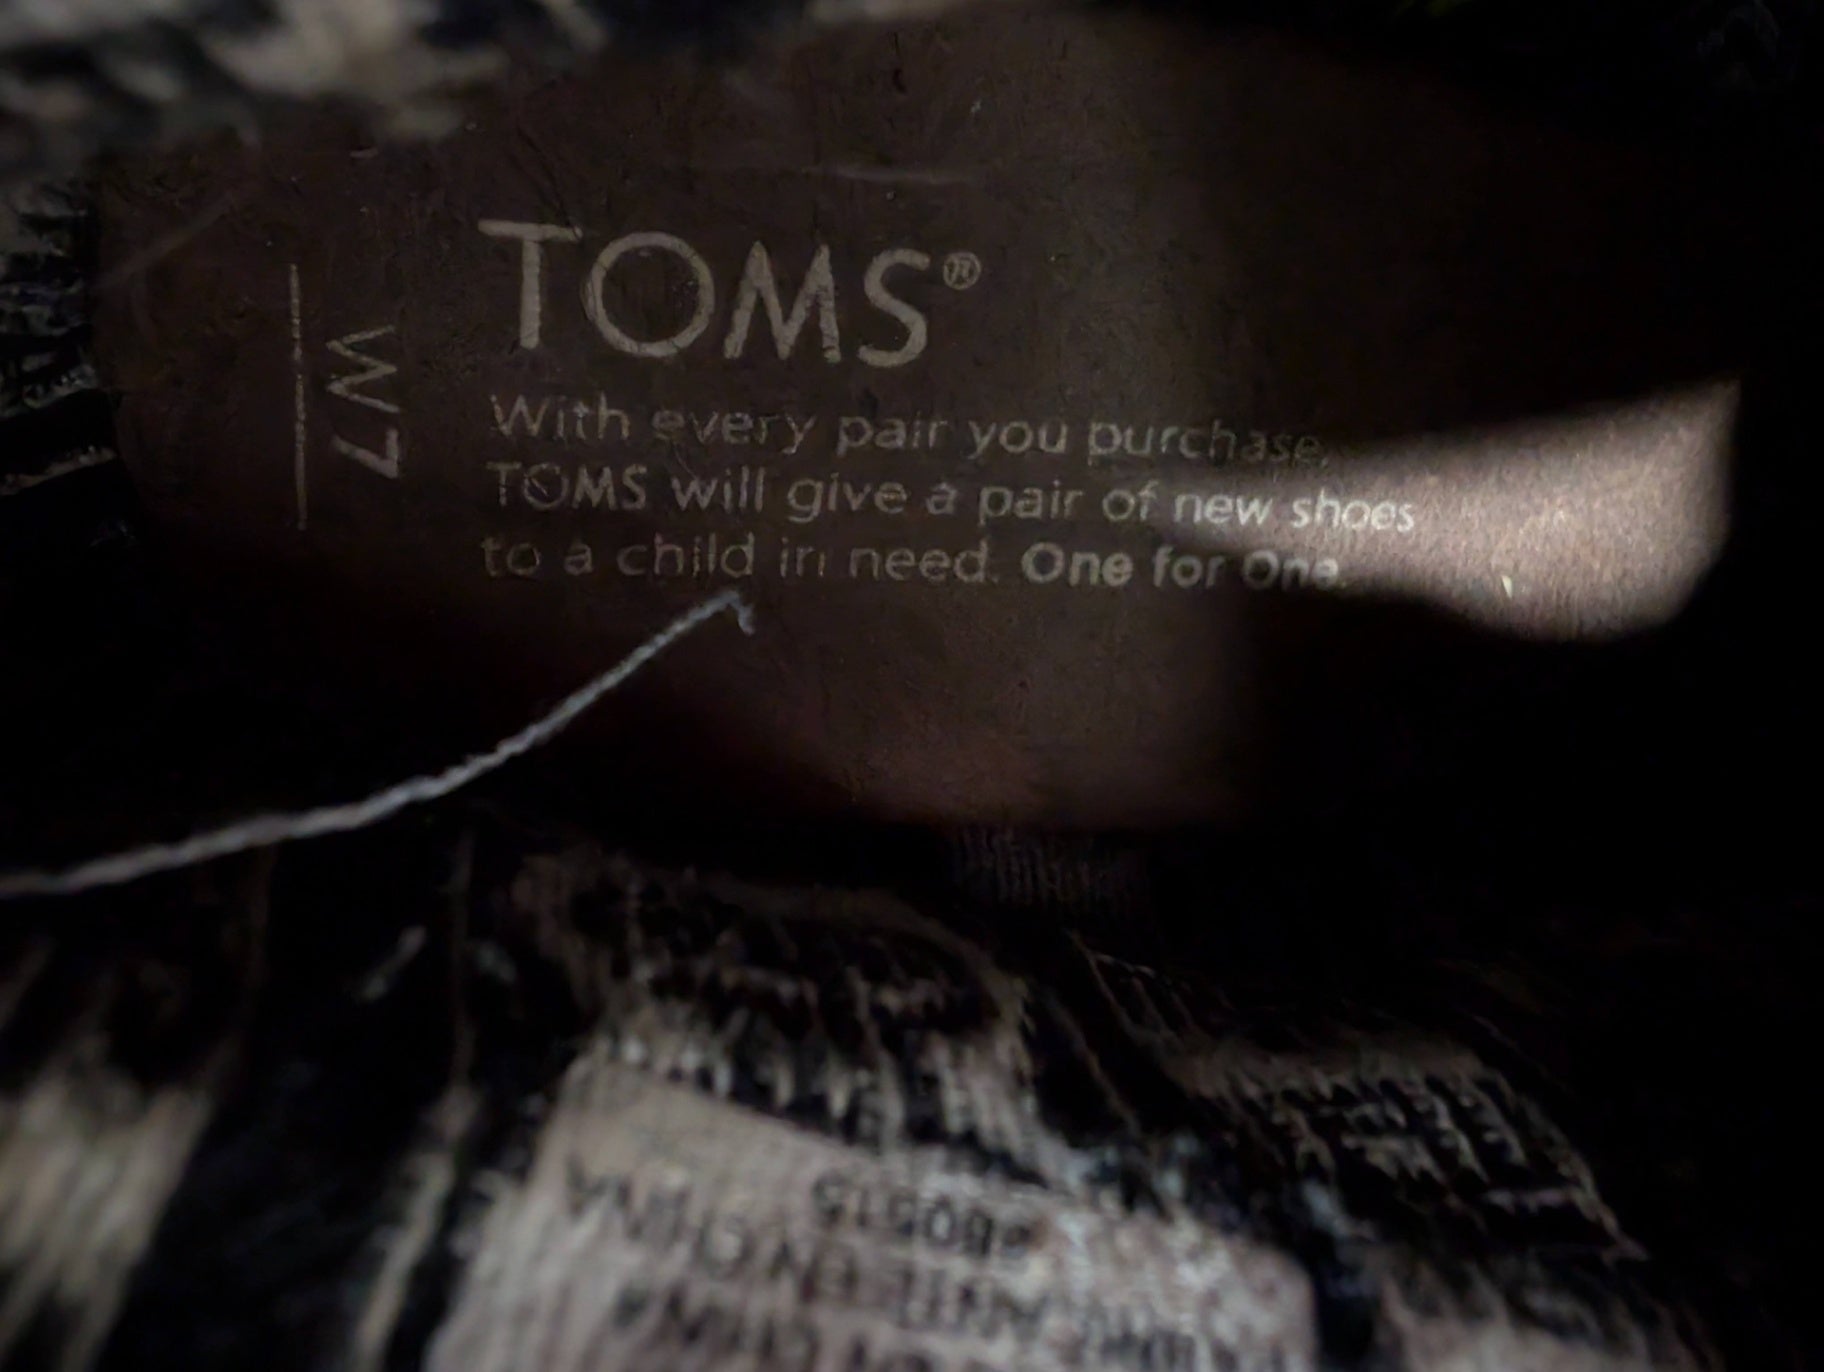 W7
TOMS®
With every pair you purchase,
TOMS will give a pair of new shoes
to a child in need. One for One.